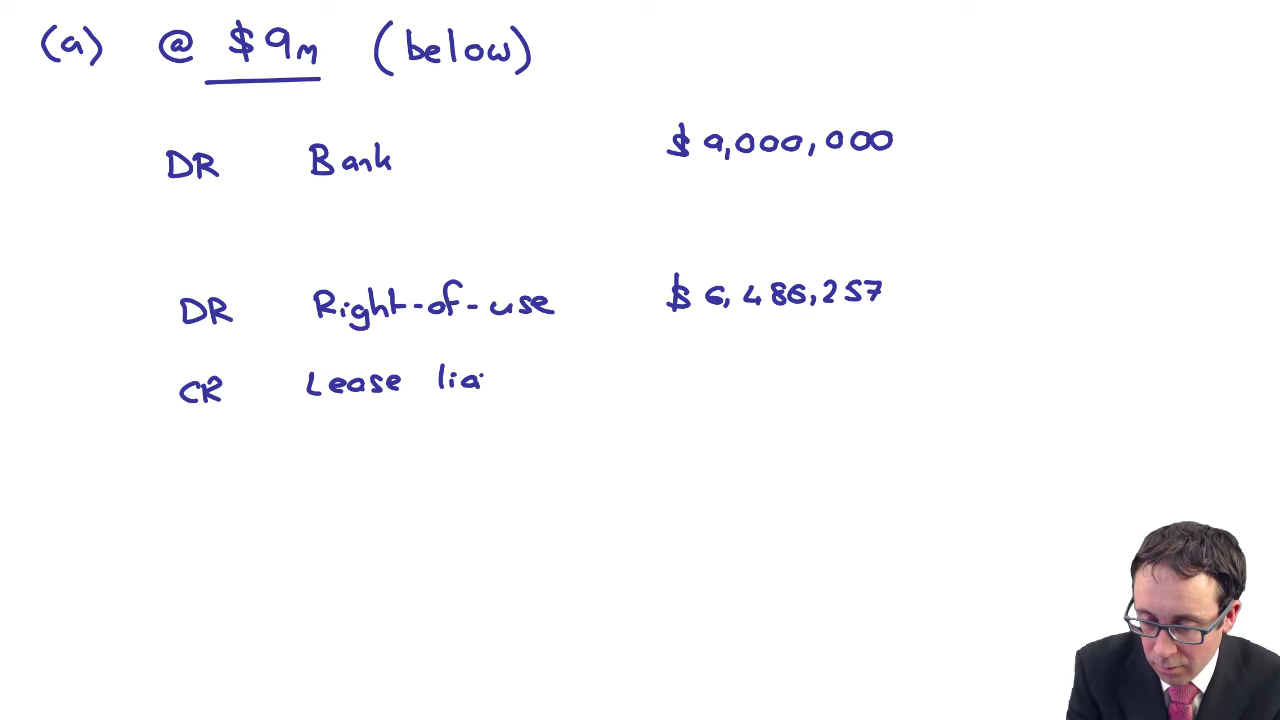 (a) @ $9m (below)
DR Bank $9,000,000
DR Right-of-use $6,486,257
CR Lease lia